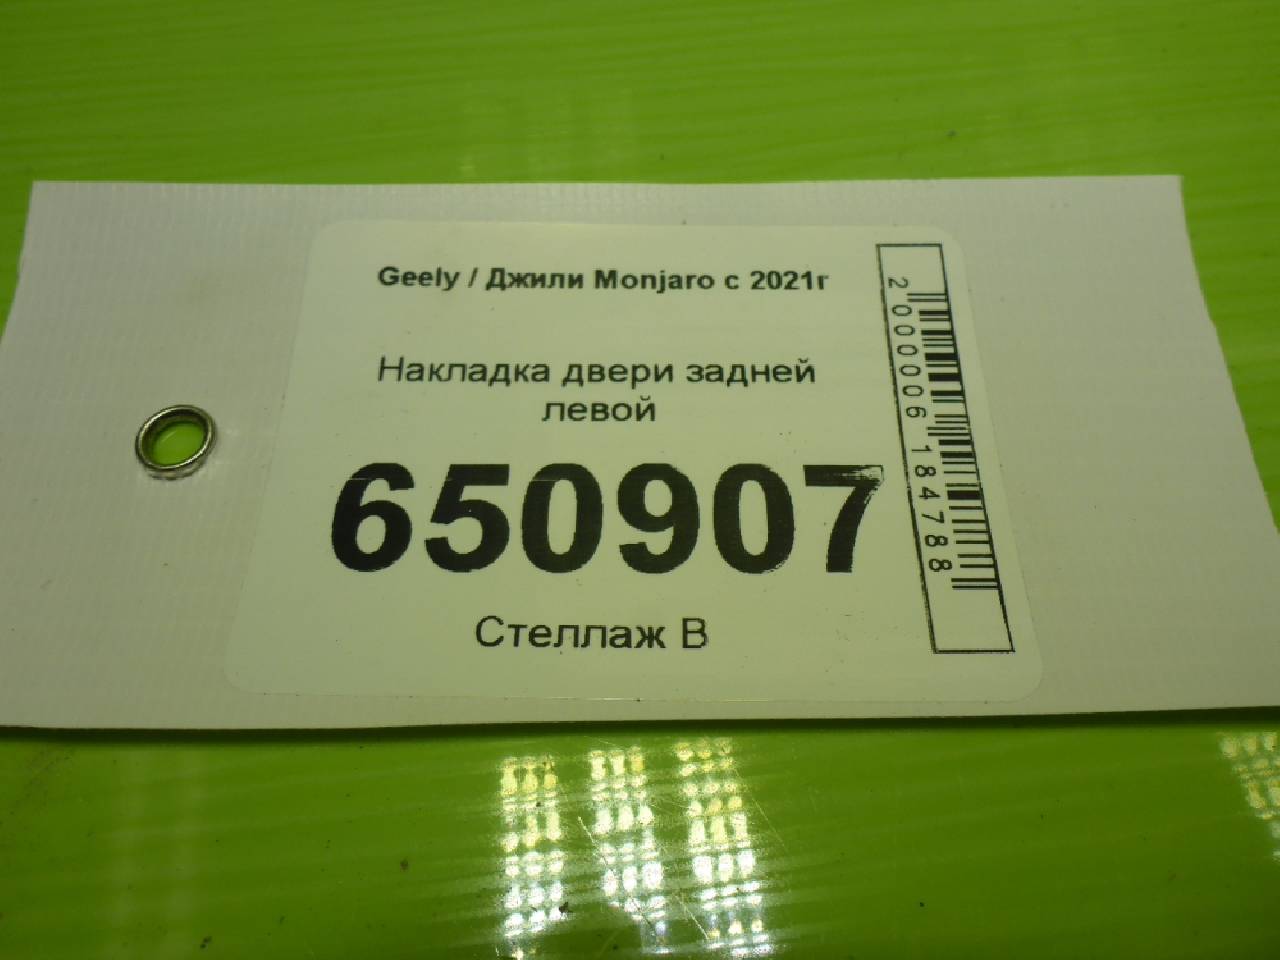 Geely / Джили Monjaro с 2021г
Накладка двери задней
левой
650907
Стеллаж В
2000006184788